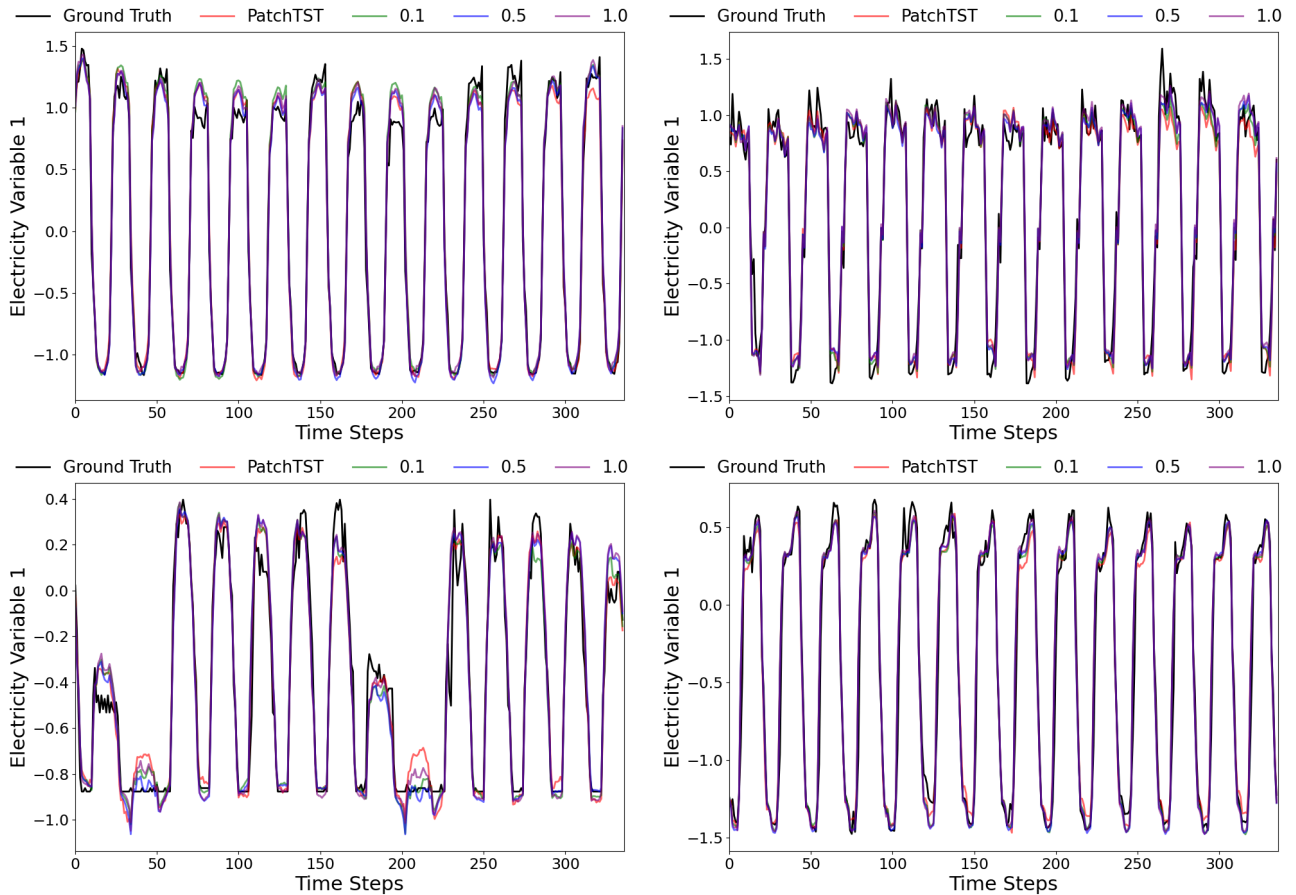 Ground Truth PatchTST 0.1 0.5 1.0
Electricity Variable 1
1.5
1.0
0.5
0.0
−0.5
−1.0
0 50 100 150 200 250 300
Time Steps
Ground Truth PatchTST 0.1 0.5 1.0
Electricity Variable 1
1.5
1.0
0.5
0.0
−0.5
−1.0
−1.5
0 50 100 150 200 250 300
Time Steps
Ground Truth PatchTST 0.1 0.5 1.0
Electricity Variable 1
0.4
0.2
0.0
−0.2
−0.4
−0.6
−0.8
−1.0
0 50 100 150 200 250 300
Time Steps
Ground Truth PatchTST 0.1 0.5 1.0
Electricity Variable 1
0.5
0.0
−0.5
−1.0
−1.5
0 50 100 150 200 250 300
Time Steps